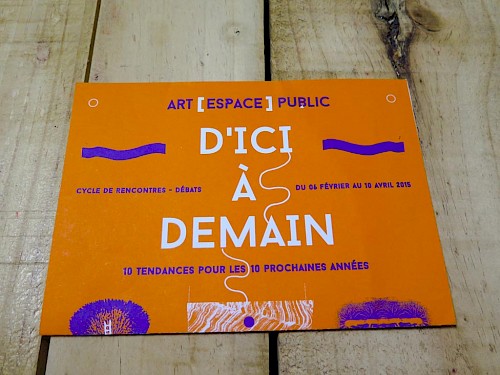 ART [ESPACE] PUBLIC
D'ICI
À
DEMAIN
CYCLE DE RENCONTRES - DÉBATS
DU 06 FÉVRIER AU 10 AVRIL 2015
10 TENDANCES POUR LES 10 PROCHAINES ANNÉES